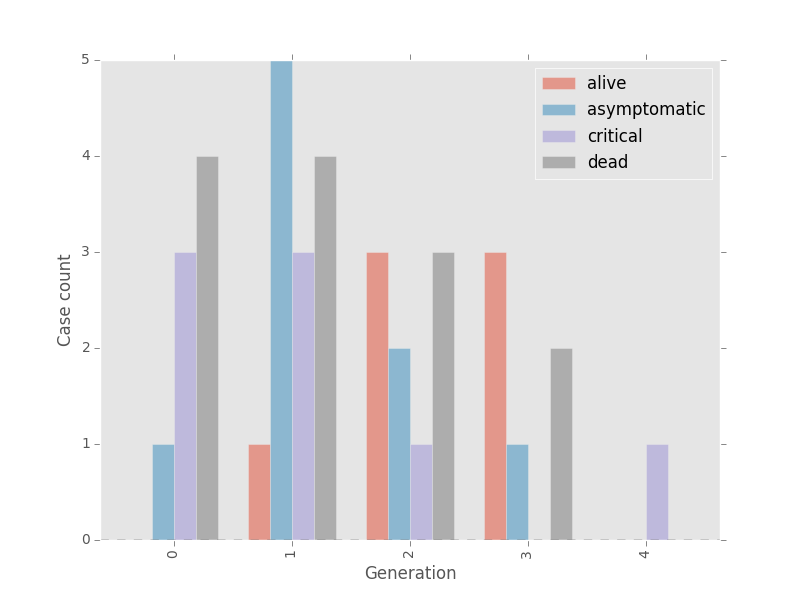 5
4
3
2
1
0
Case count
0
1
2
3
4
Generation
alive
asymptomatic
critical
dead